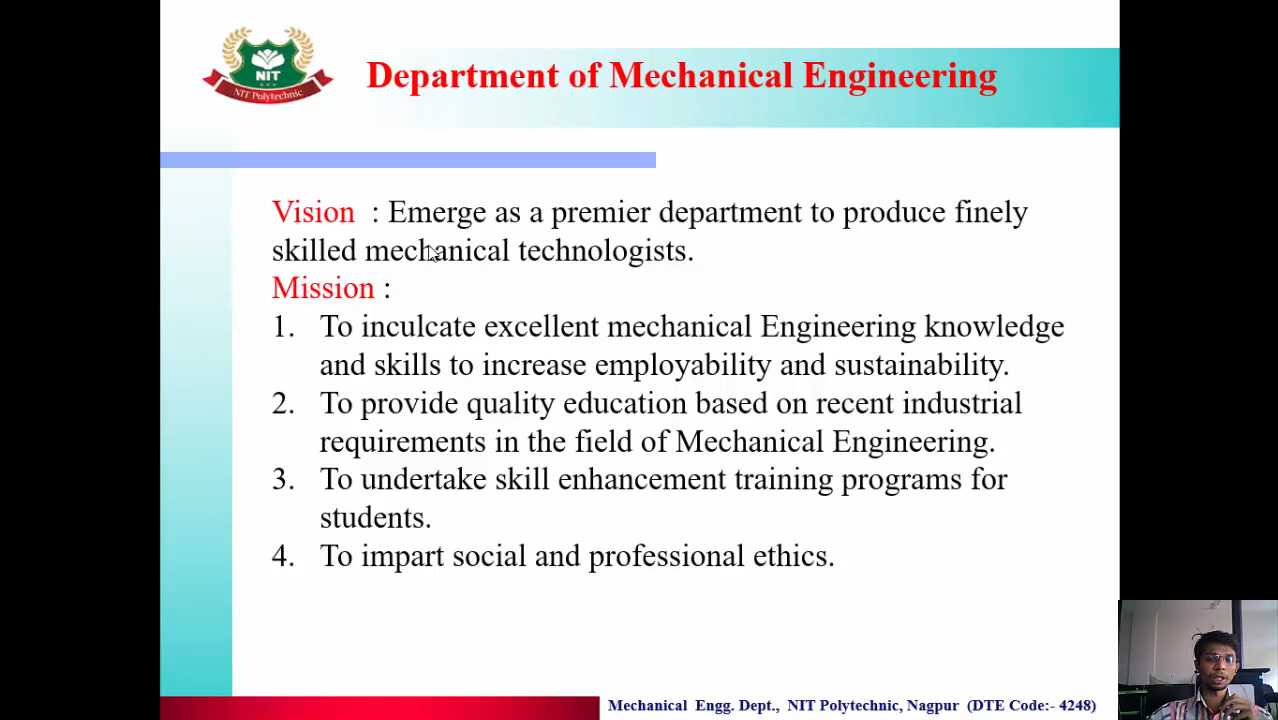 NIT
NIT Polytechnic
Department of Mechanical Engineering
Vision : Emerge as a premier department to produce finely
skilled mechanical technologists.
Mission :
1. To inculcate excellent mechanical Engineering knowledge
and skills to increase employability and sustainability.
2. To provide quality education based on recent industrial
requirements in the field of Mechanical Engineering.
3. To undertake skill enhancement training programs for
students.
4. To impart social and professional ethics.
Mechanical Engg. Dept., NIT Polytechnic, Nagpur (DTE Code:- 4248)